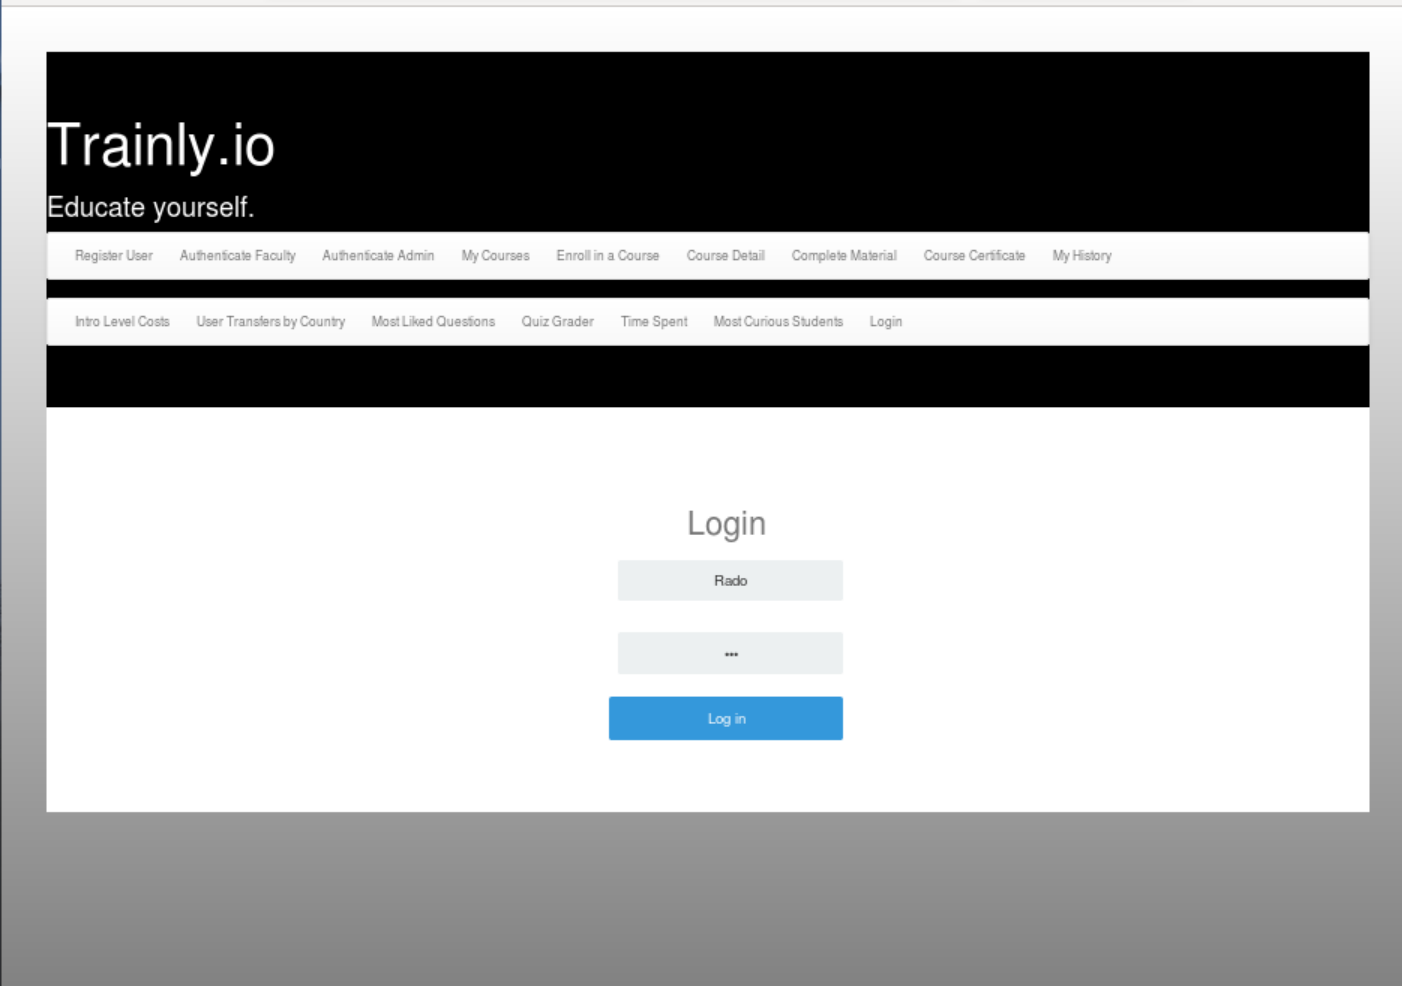 Trainly.io
Educate yourself.
Register User Authenticate Faculty Authenticate Admin My Courses Enroll in a Course Course Detail Complete Material Course Certificate My History
Intro Level Costs User Transfers by Country Most Liked Questions Quiz Grader Time Spent Most Curious Students Login
Login
Rado
•••
Log in